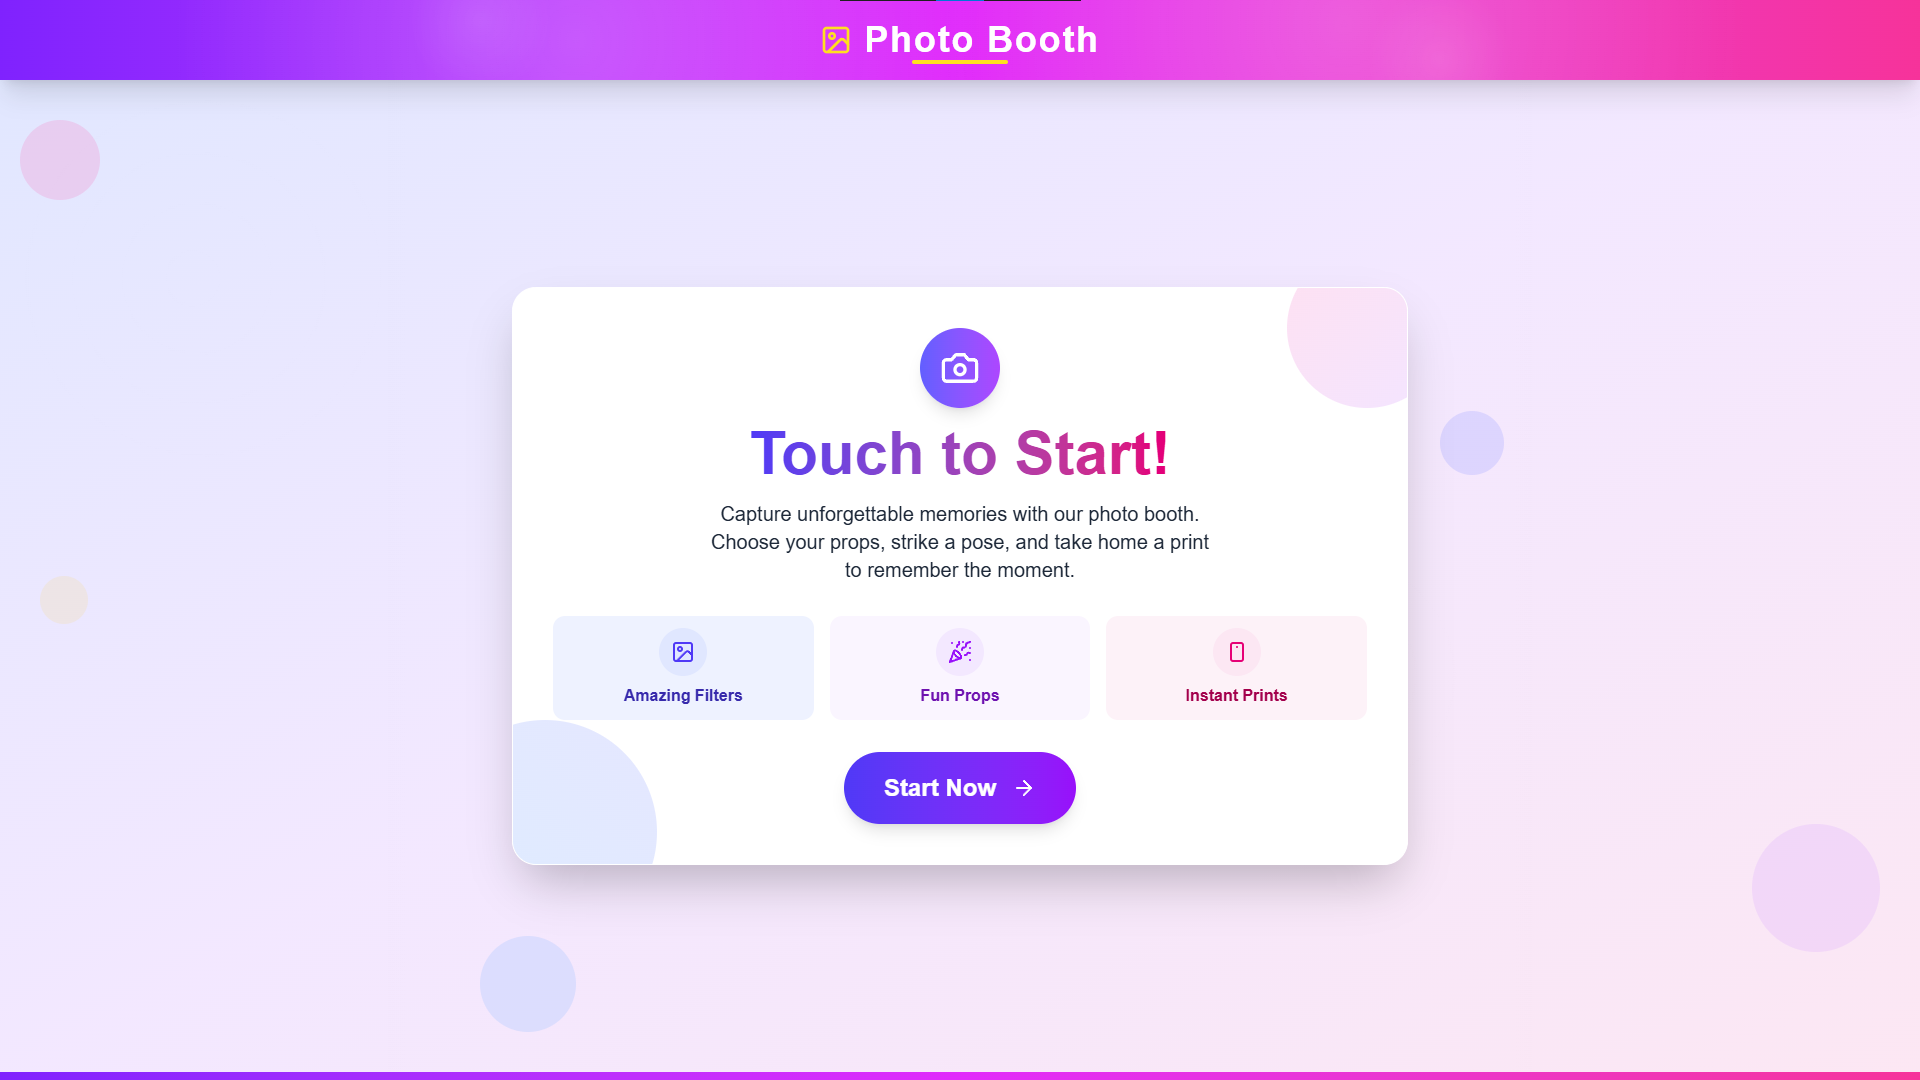 Photo Booth
Touch to Start!
Capture unforgettable memories with our photo booth.
Choose your props, strike a pose, and take home a print
to remember the moment.
Amazing Filters
Fun Props
Instant Prints
Start Now